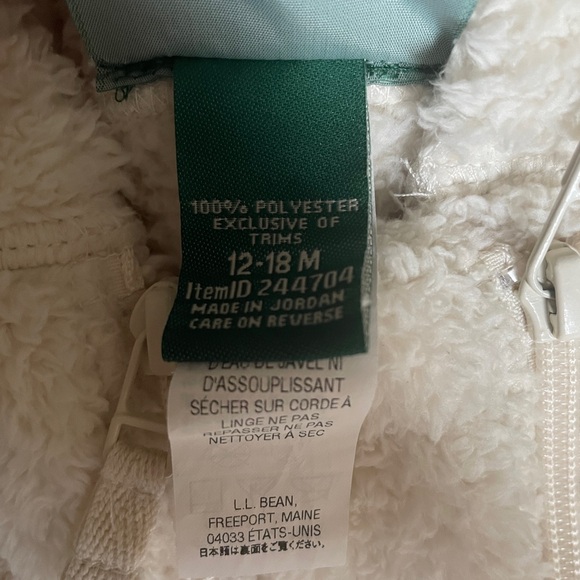 100% POLYESTER
EXCLUSIVE OF
TRIMS
12-18 M
ItemID 244704
MADE IN JORDAN
CARE ON REVERSE
D'EAU DE JAVEL NI
D'ASSOUPLISSANT
SÉCHER SUR CORDE À
LINGE NE PAS
REPASSER NE PAS
NETTOYER À SEC
L.L. BEAN,
FREEPORT, MAINE
04033 ÉTATS-UNIS
日本語は裏面をご覧ください